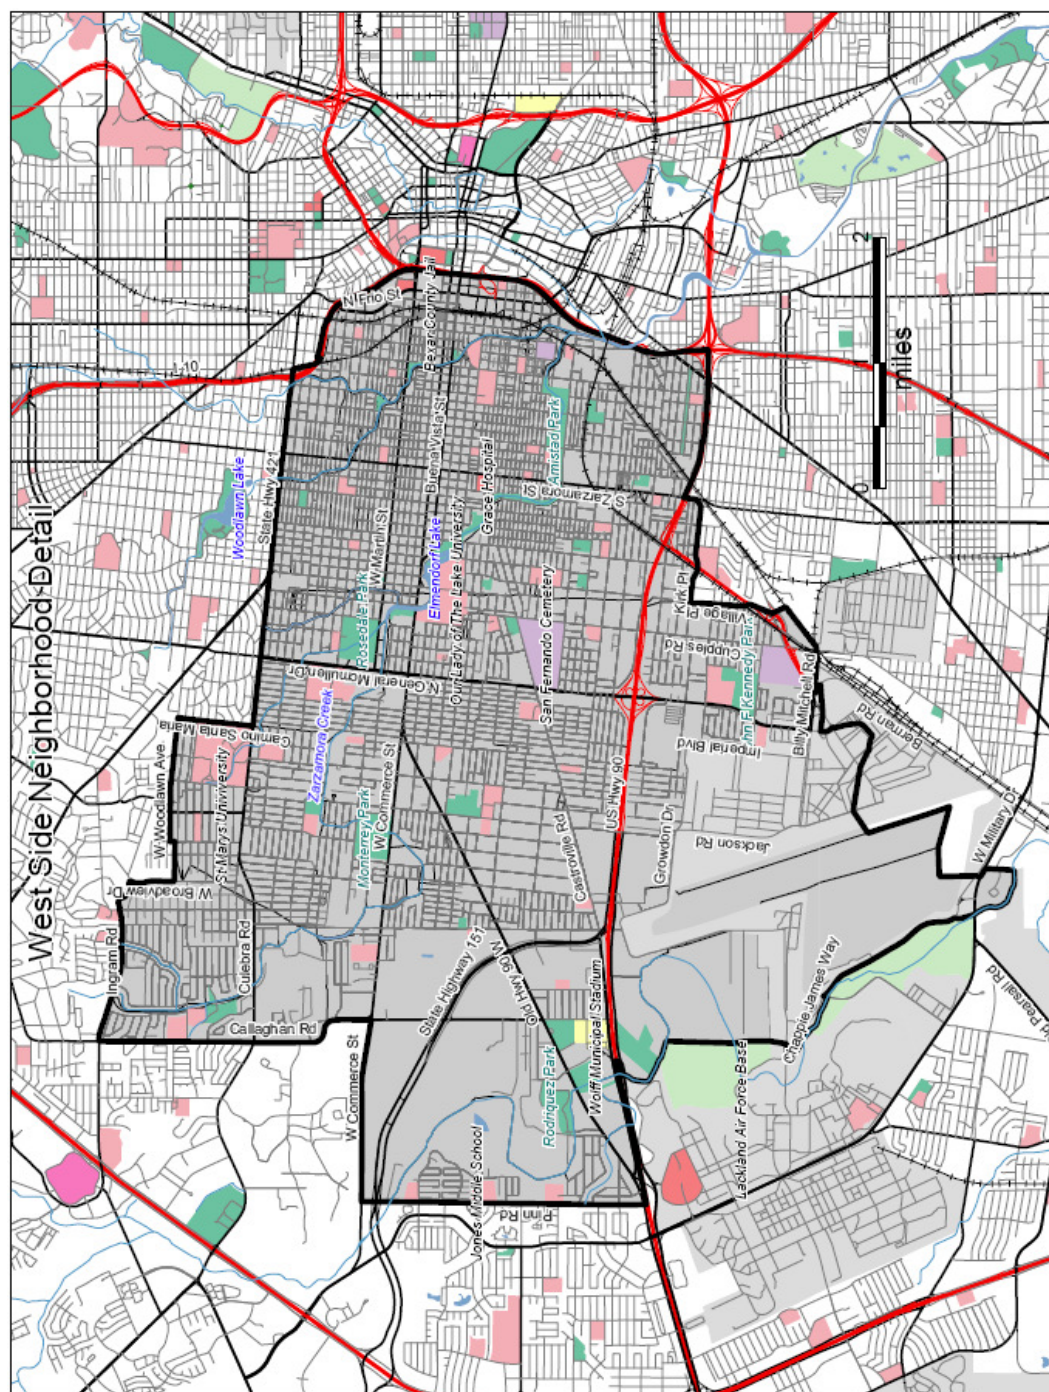 West Side Neighborhood Detail
Ingram Rd
W Broadview Dr
W Woodlawn Ave
Camino Santa Maria
St Marys University
Culebra Rd
Callaghan Rd
Woodlawn Lake
State Hwy 421
I-10
N Frio St
Zarzamora Creek
N General Mcmullen Dr
Rosedale Park
W Martin St
Bexar County Jail
Buena Vista St
Elmendorf Lake
Our Lady of The Lake University
Grace Hospital
S Zarzamora St
Amistad Park
W Commerce St
Monterrey Park
W Commerce St
State Highway 151
Old Hwy 90 W
San Fernando Cemetery
Castroville Rd
Jones Middle School
Pinn Rd
Rodriquez Park
Wolff Municipal Stadium
US Hwy 90
Growdon Dr
Kirk Pl
Village Pl
Cupples Rd
hn F Kennedy Park
Imperial Blvd
Billy Mitchell Rd
Jackson Rd
Berman Rd
Lackland Air Force Base
Chappie James Way
W Military Dr
d Pearsall Rd
0 1 2
miles